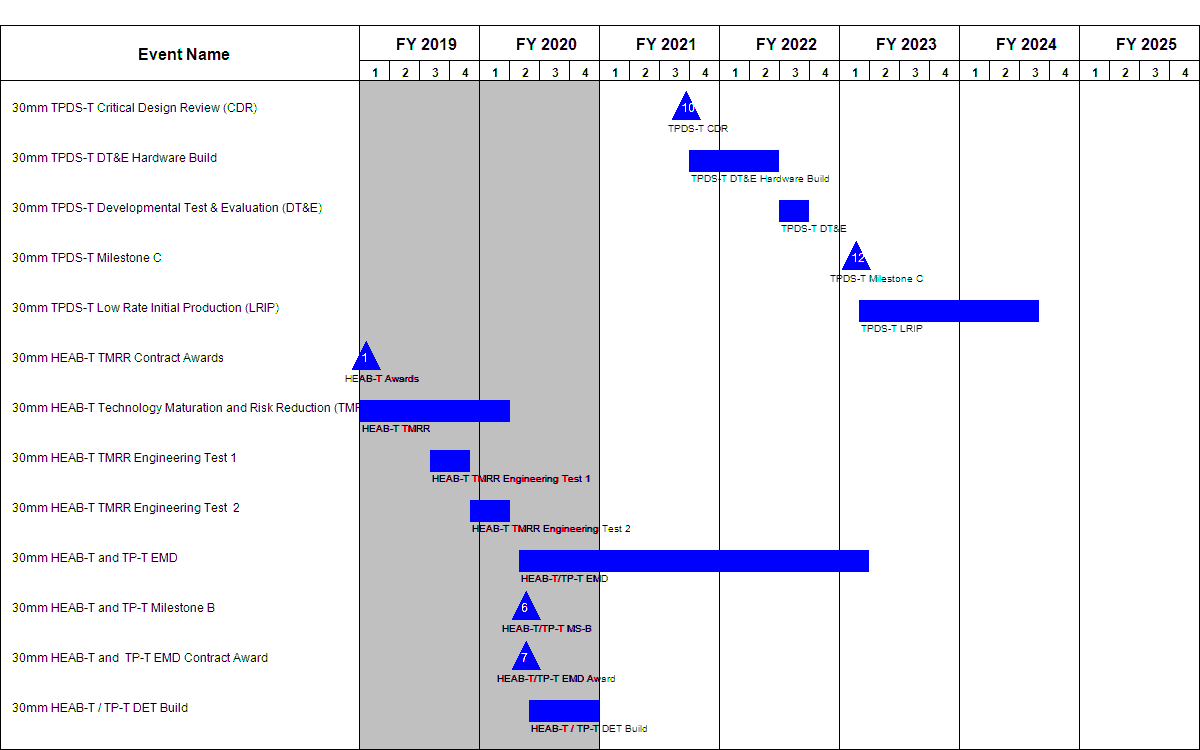 Event Name
FY 2019 FY 2020 FY 2021 FY 2022 FY 2023 FY 2024 FY 2025
1 2 3 4 1 2 3 4 1 2 3 4 1 2 3 4 1 2 3 4 1 2 3 4 1 2 3 4
30mm TPDS-T Critical Design Review (CDR)
10
TPDS-T CDR
30mm TPDS-T DT&E Hardware Build
TPDS-T DT&E Hardware Build
30mm TPDS-T Developmental Test & Evaluation (DT&E)
TPDS-T DT&E
30mm TPDS-T Milestone C
12
TPDS-T Milestone C
30mm TPDS-T Low Rate Initial Production (LRIP)
TPDS-T LRIP
30mm HEAB-T TMRR Contract Awards
1
HEAB-T Awards
30mm HEAB-T Technology Maturation and Risk Reduction (TMR
HEAB-T TMRR
30mm HEAB-T TMRR Engineering Test 1
HEAB-T TMRR Engineering Test 1
30mm HEAB-T TMRR Engineering Test 2
HEAB-T TMRR Engineering Test 2
30mm HEAB-T and TP-T EMD
HEAB-T/TP-T EMD
30mm HEAB-T and TP-T Milestone B
6
HEAB-T/TP-T MS-B
30mm HEAB-T and TP-T EMD Contract Award
7
HEAB-T/TP-T EMD Award
30mm HEAB-T / TP-T DET Build
HEAB-T / TP-T DET Build